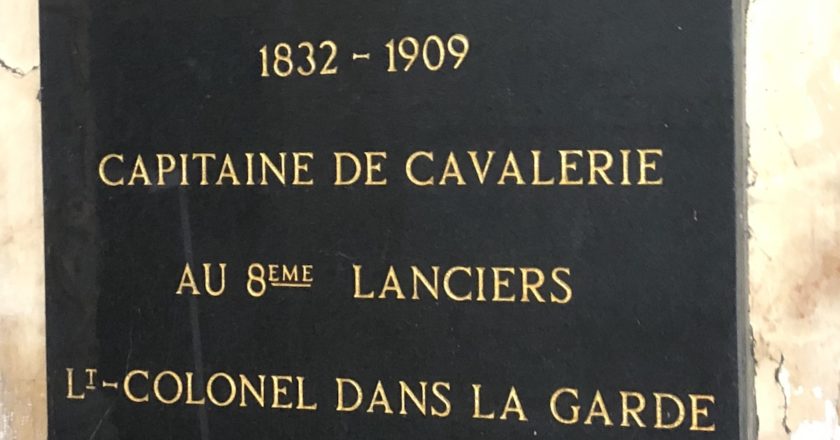 1832 - 1909
CAPITAINE DE CAVALERIE
AU 8EME LANCIERS
LT-COLONEL DANS LA GARDE